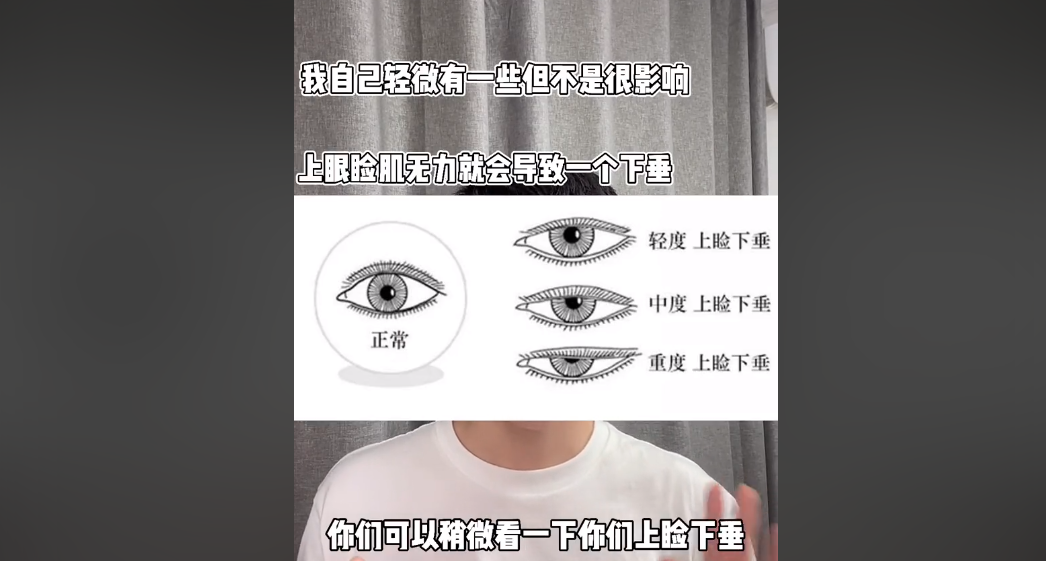 我自己轻微有一些但不是很影响
上眼睑肌无力就会导致一个下垂
正常
轻度 上睑下垂
中度 上睑下垂
重度 上睑下垂
你们可以稍微看一下你们上睑下垂